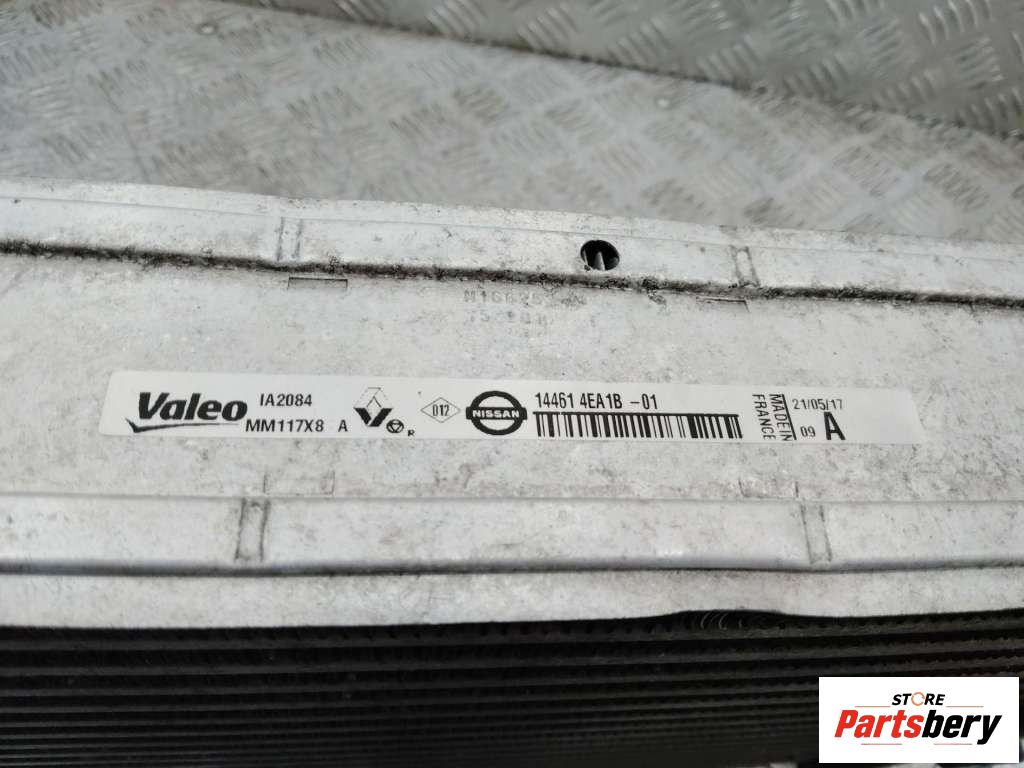 Valeo
IA2084
MM117X8 A
R
D12
NISSAN
14461 4EA1B -01
MADE IN
FRANCE
21/05/17
09 A
STORE
Partsbery